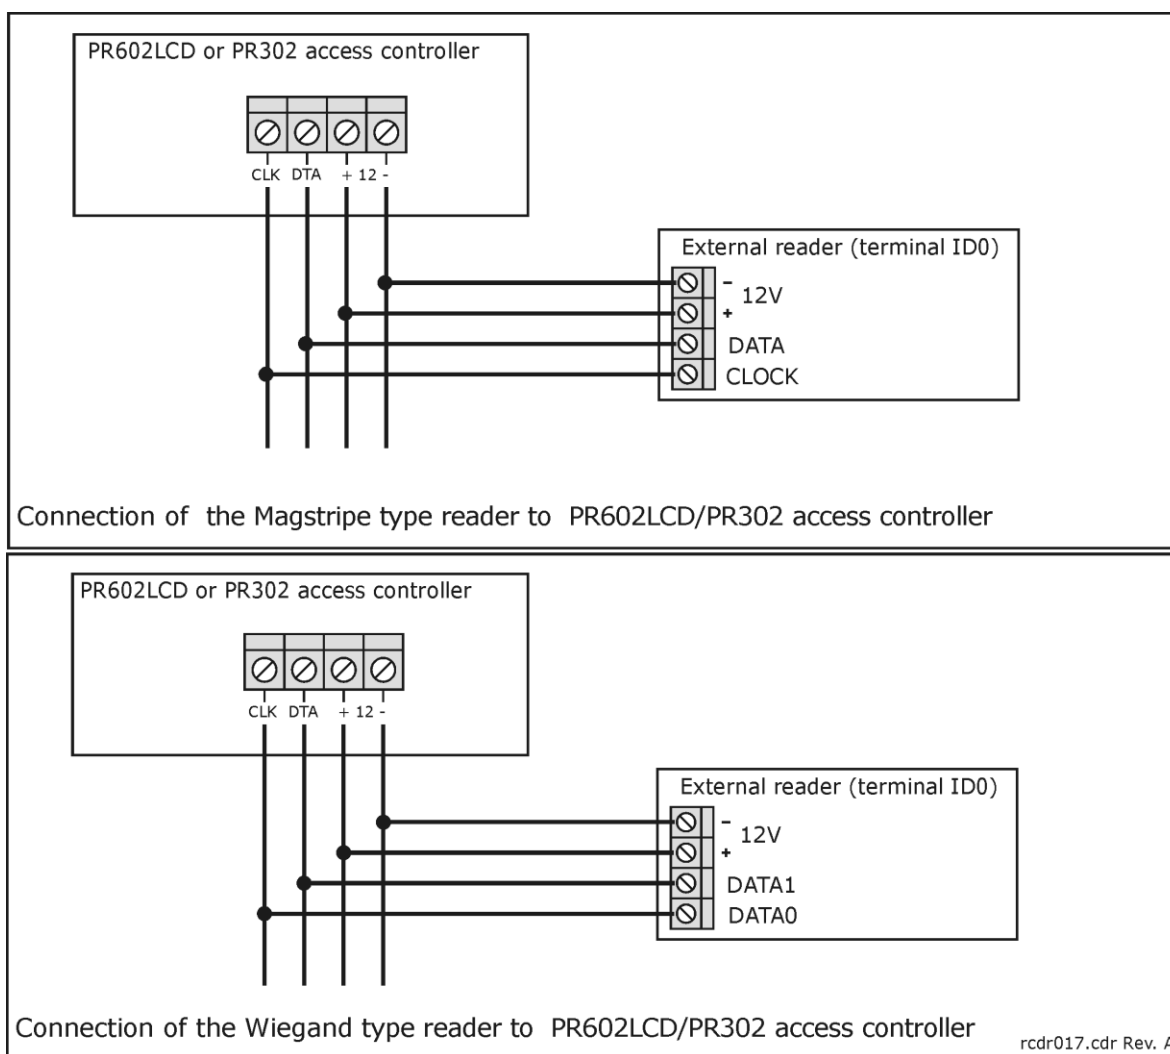 PR602LCD or PR302 access controller
CLK DTA + 12 -
External reader (terminal ID0)
-
12V
+
DATA
CLOCK
Connection of the Magstripe type reader to PR602LCD/PR302 access controller
PR602LCD or PR302 access controller
CLK DTA + 12 -
External reader (terminal ID0)
-
12V
+
DATA1
DATA0
Connection of the Wiegand type reader to PR602LCD/PR302 access controller
rcdr017.cdr Rev. A